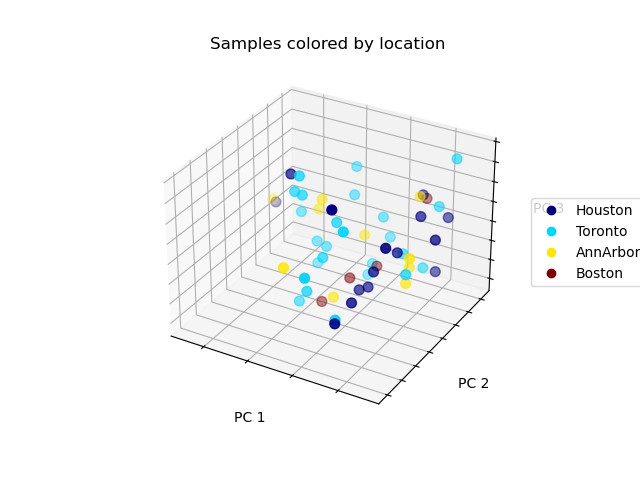 Samples colored by location
PC 3
Houston
Toronto
AnnArbor
Boston
PC 2
PC 1